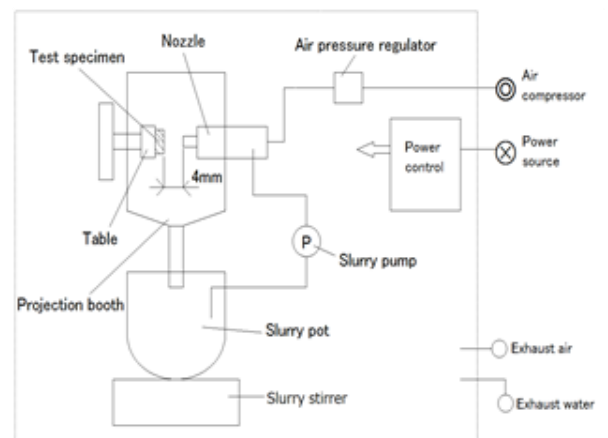 Nozzle
Air pressure regulator
Test specimen
Air
compressor
Power
control
Power
source
4mm
Table
P
Slurry pump
Projection booth
Slurry pot
Exhaust air
Slurry stirrer
Exhaust water